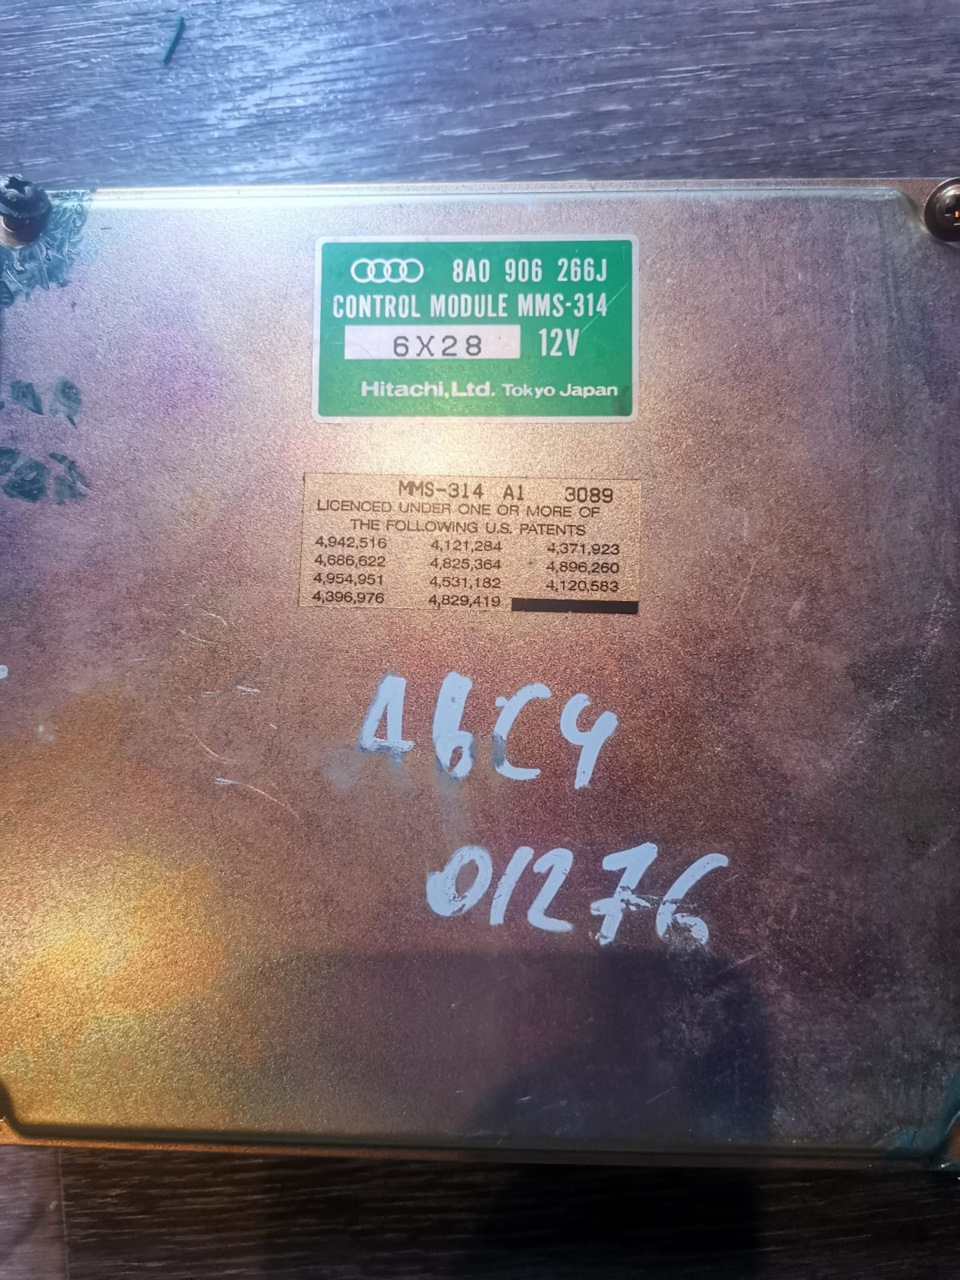 8A0 906 266J
CONTROL MODULE MMS-314
6X28 12V
Hitachi,Ltd. Tokyo Japan
MMS-314 A1 3089
LICENCED UNDER ONE OR MORE OF
THE FOLLOWING U.S. PATENTS
4,942,516 4,121,284 4,371,923
4,686,622 4,825,364 4,896,260
4,954,951 4,531,182 4,120,583
4,396,976 4,829,419
AbC4
01276